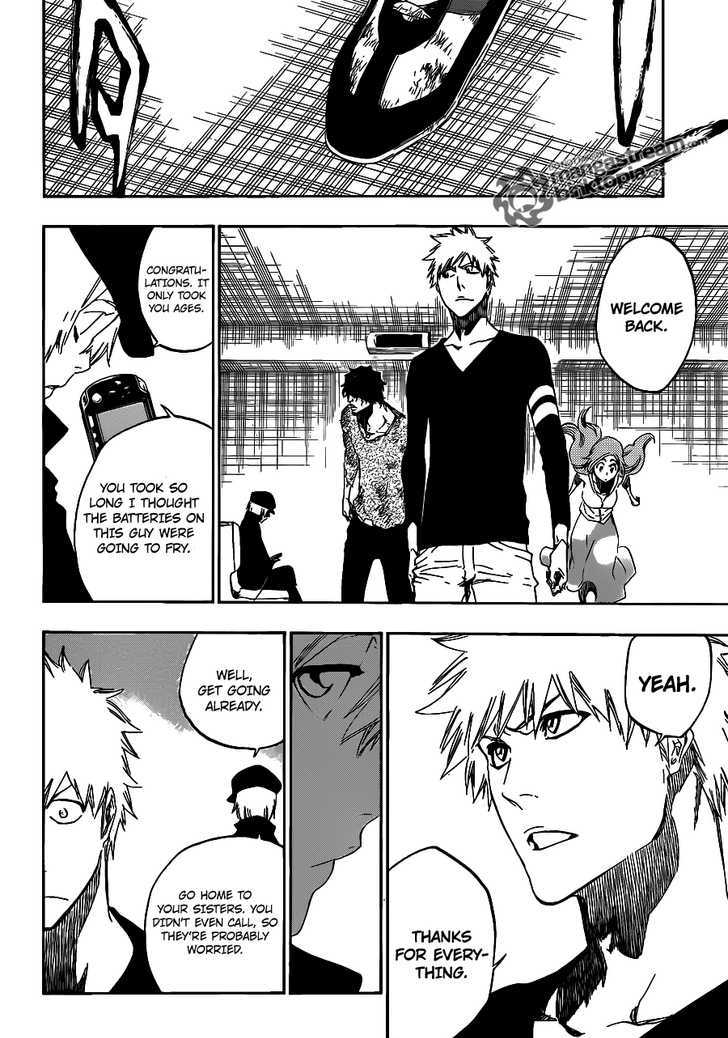 mangastream
WELCOME
BACK.
CONGRATU-
LATIONS. IT
ONLY TOOK
YOU AGES.
YOU TOOK SO
LONG I THOUGHT
THE BATTERIES ON
THIS GUY WERE
GOING TO FRY.
YEAH.
THANKS
FOR EVERY-
THING.
WELL,
GET GOING
ALREADY.
GO HOME TO
YOUR SISTERS. YOU
DIDN'T EVEN CALL, SO
THEY'RE PROBABLY
WORRIED.